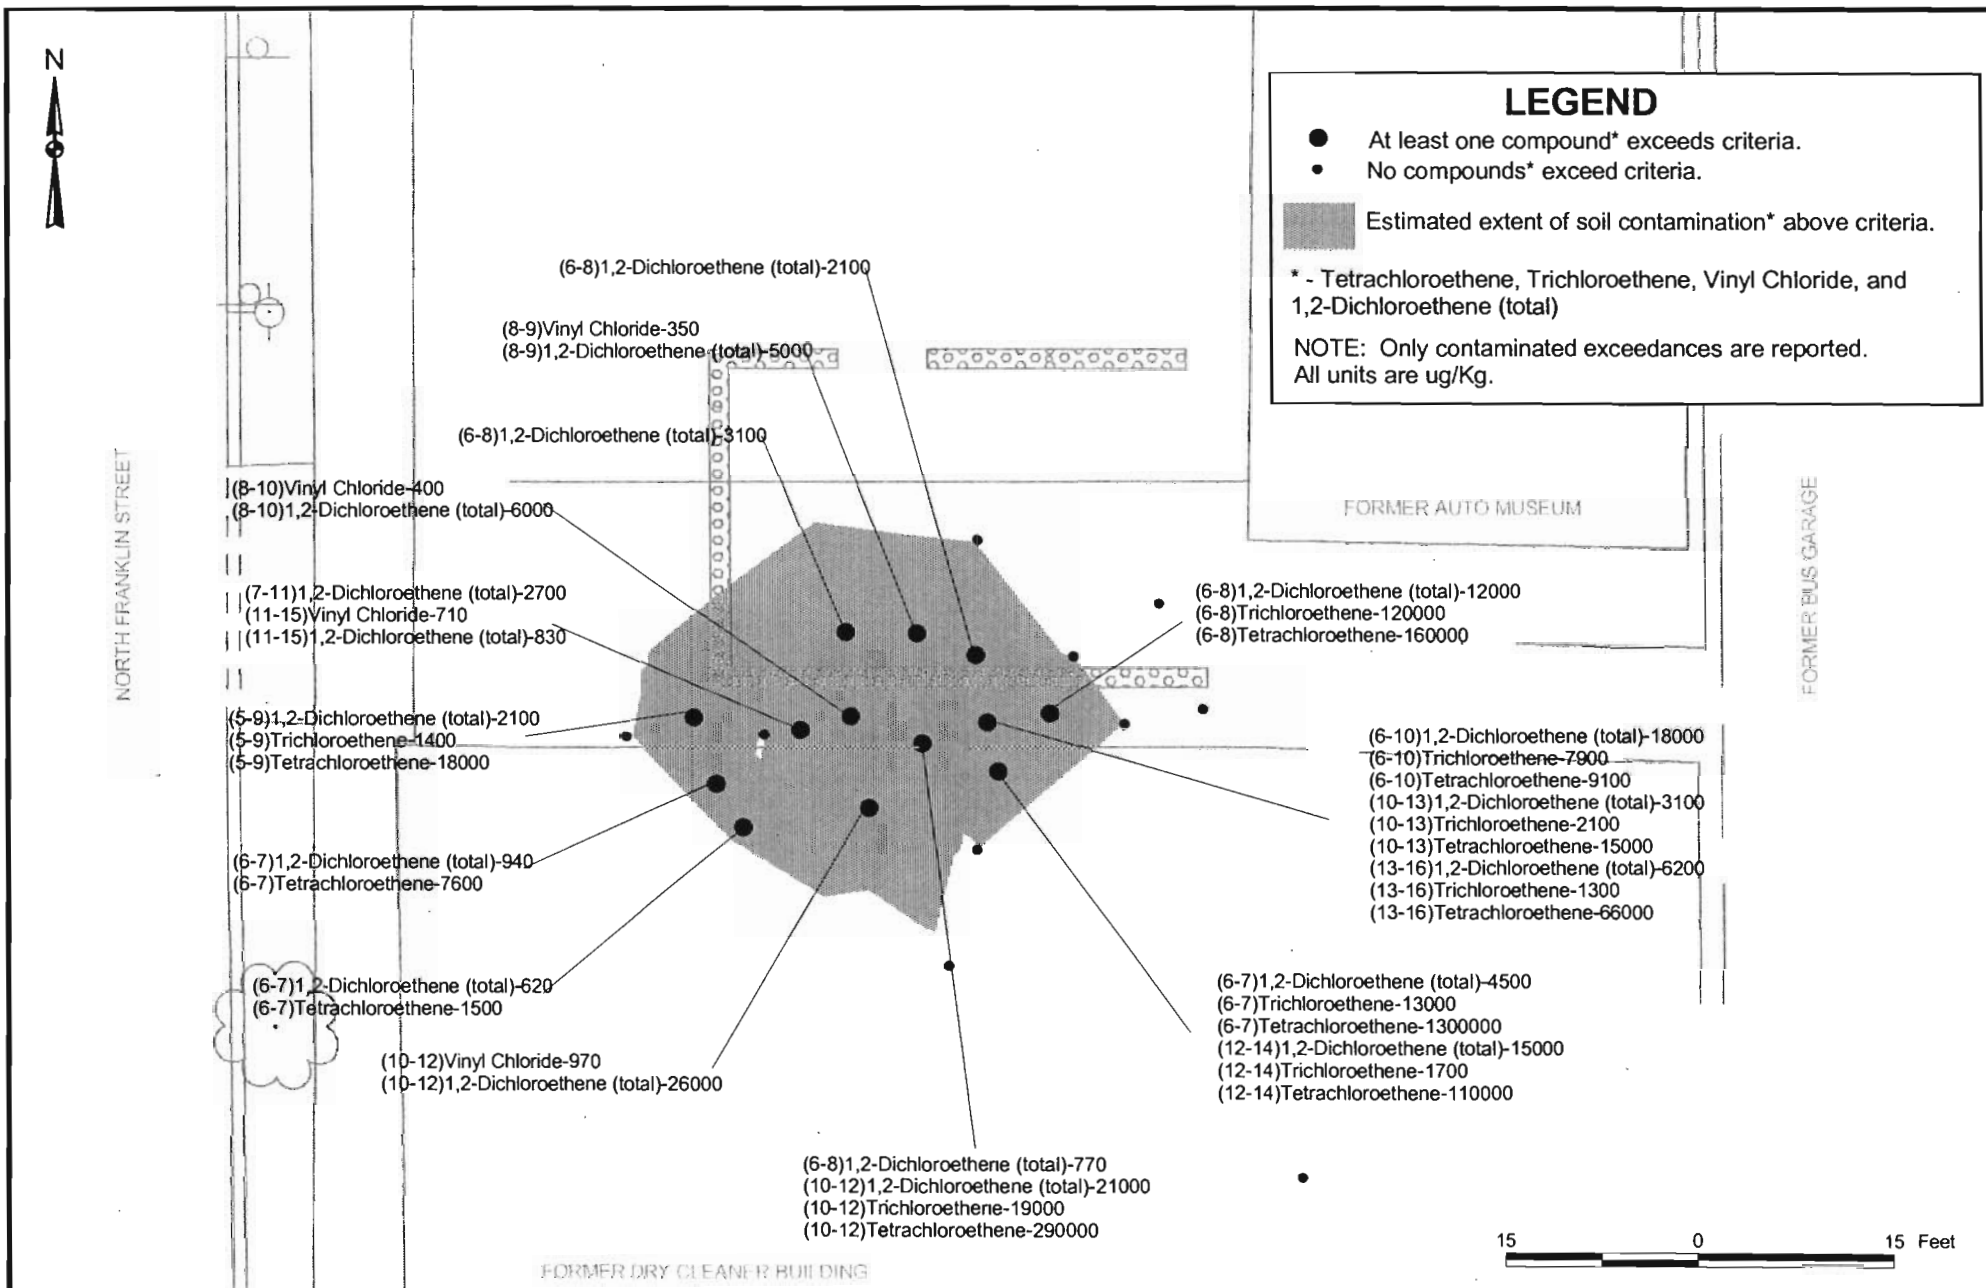 N
LEGEND
At least one compound* exceeds criteria.
No compounds* exceed criteria.
Estimated extent of soil contamination* above criteria.
* - Tetrachloroethene, Trichloroethene, Vinyl Chloride, and
1,2-Dichloroethene (total)
NOTE: Only contaminated exceedances are reported.
All units are ug/Kg.
(6-8)1,2-Dichloroethene (total)-2100
(8-9)Vinyl Chloride-350
(8-9)1,2-Dichloroethene (total)-5000
(6-8)1,2-Dichloroethene (total)-3100
(8-10)Vinyl Chloride-400
(8-10)1,2-Dichloroethene (total)-6000
(7-11)1,2-Dichloroethene (total)-2700
(11-15)Vinyl Chloride-710
(11-15)1,2-Dichloroethene (total)-830
(5-9)1,2-Dichloroethene (total)-2100
(5-9)Trichloroethene-1400
(5-9)Tetrachloroethene-18000
(6-7)1,2-Dichloroethene (total)-940
(6-7)Tetrachloroethene-7600
(6-7)1,2-Dichloroethene (total)-620
(6-7)Tetrachloroethene-1500
(10-12)Vinyl Chloride-970
(10-12)1,2-Dichloroethene (total)-26000
(6-8)1,2-Dichloroethene (total)-770
(10-12)1,2-Dichloroethene (total)-21000
(10-12)Trichloroethene-19000
(10-12)Tetrachloroethene-290000
(6-8)1,2-Dichloroethene (total)-12000
(6-8)Trichloroethene-120000
(6-8)Tetrachloroethene-160000
(6-10)1,2-Dichloroethene (total)-18000
(6-10)Trichloroethene-7900
(6-10)Tetrachloroethene-9100
(10-13)1,2-Dichloroethene (total)-3100
(10-13)Trichloroethene-2100
(10-13)Tetrachloroethene-15000
(13-16)1,2-Dichloroethene (total)-6200
(13-16)Trichloroethene-1300
(13-16)Tetrachloroethene-66000
(6-7)1,2-Dichloroethene (total)-4500
(6-7)Trichloroethene-13000
(6-7)Tetrachloroethene-1300000
(12-14)1,2-Dichloroethene (total)-15000
(12-14)Trichloroethene-1700
(12-14)Tetrachloroethene-110000
NORTH FRANKLIN STREET
FORMER AUTO MUSEUM
FORMER BUS GARAGE
FORMER DRY CLEANER BUILDING
15 0 15 Feet